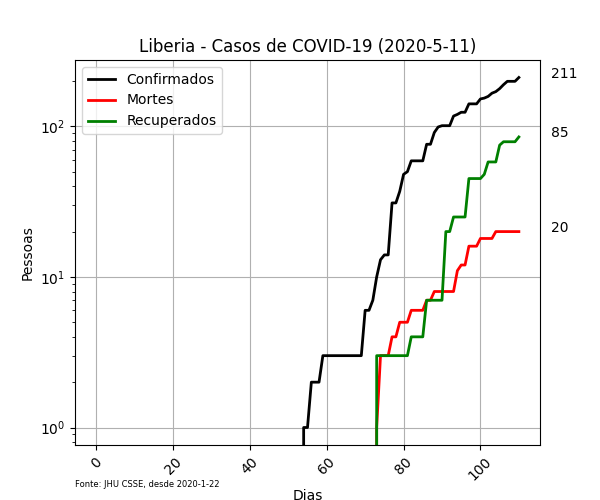 Liberia - Casos de COVID-19 (2020-5-11)
Confirmados
Mortes
Recuperados
211
85
20
Pessoas
10²
10¹
10⁰
0 20 40 60 80 100
Fonte: JHU CSSE, desde 2020-1-22
Dias